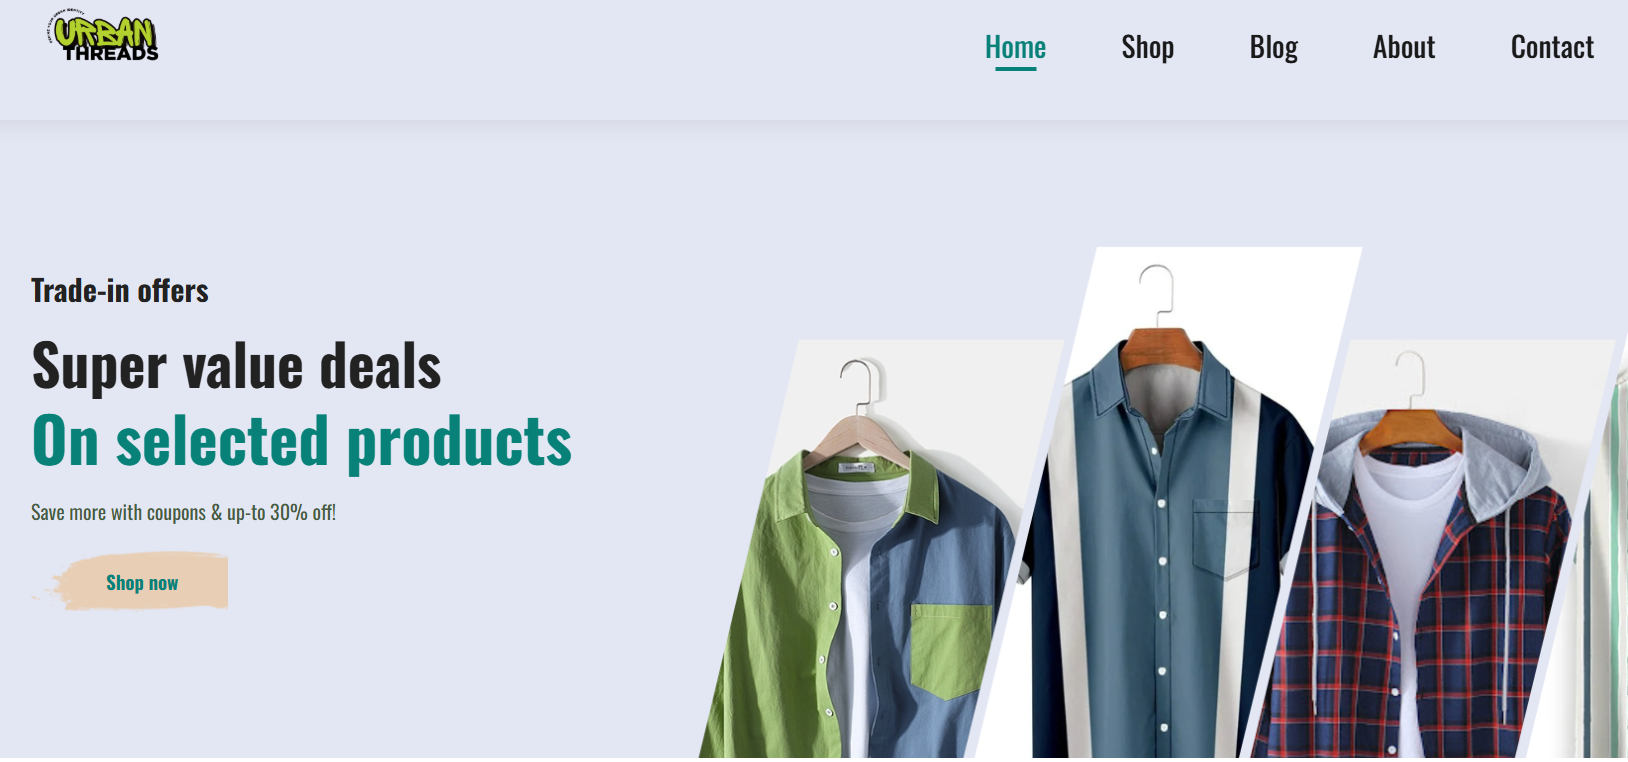 URBAN
THREADS
Home
Shop
Blog
About
Contact
Trade-in offers
Super value deals
On selected products
Save more with coupons & up-to 30% off!
Shop now